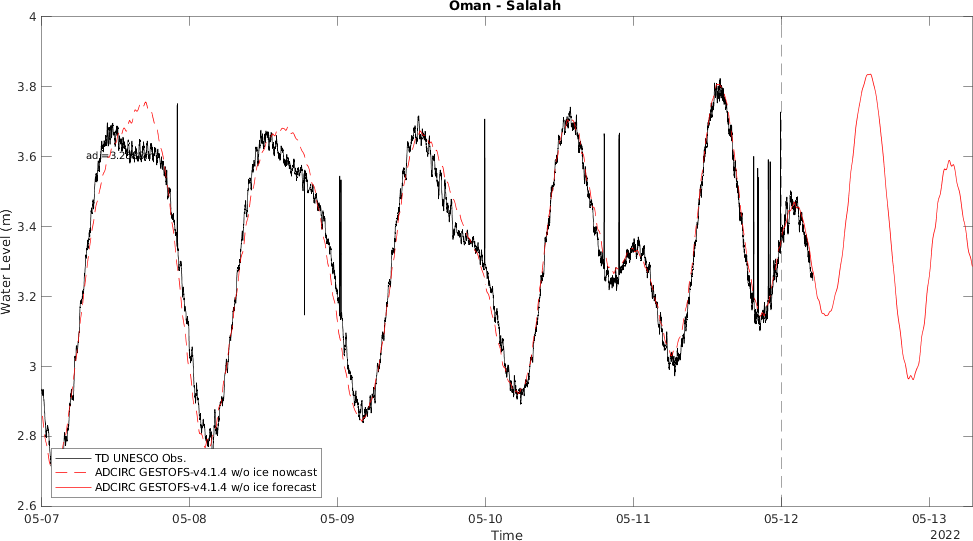 Oman - Salalah
4
3.8
3.6
3.4
3.2
3
2.8
2.6
Water Level (m)
TD UNESCO Obs.
ADCIRC GESTOFS-v4.1.4 w/o ice nowcast
ADCIRC GESTOFS-v4.1.4 w/o ice forecast
05-07 05-08 05-09 05-10 05-11 05-12 05-13
Time
2022